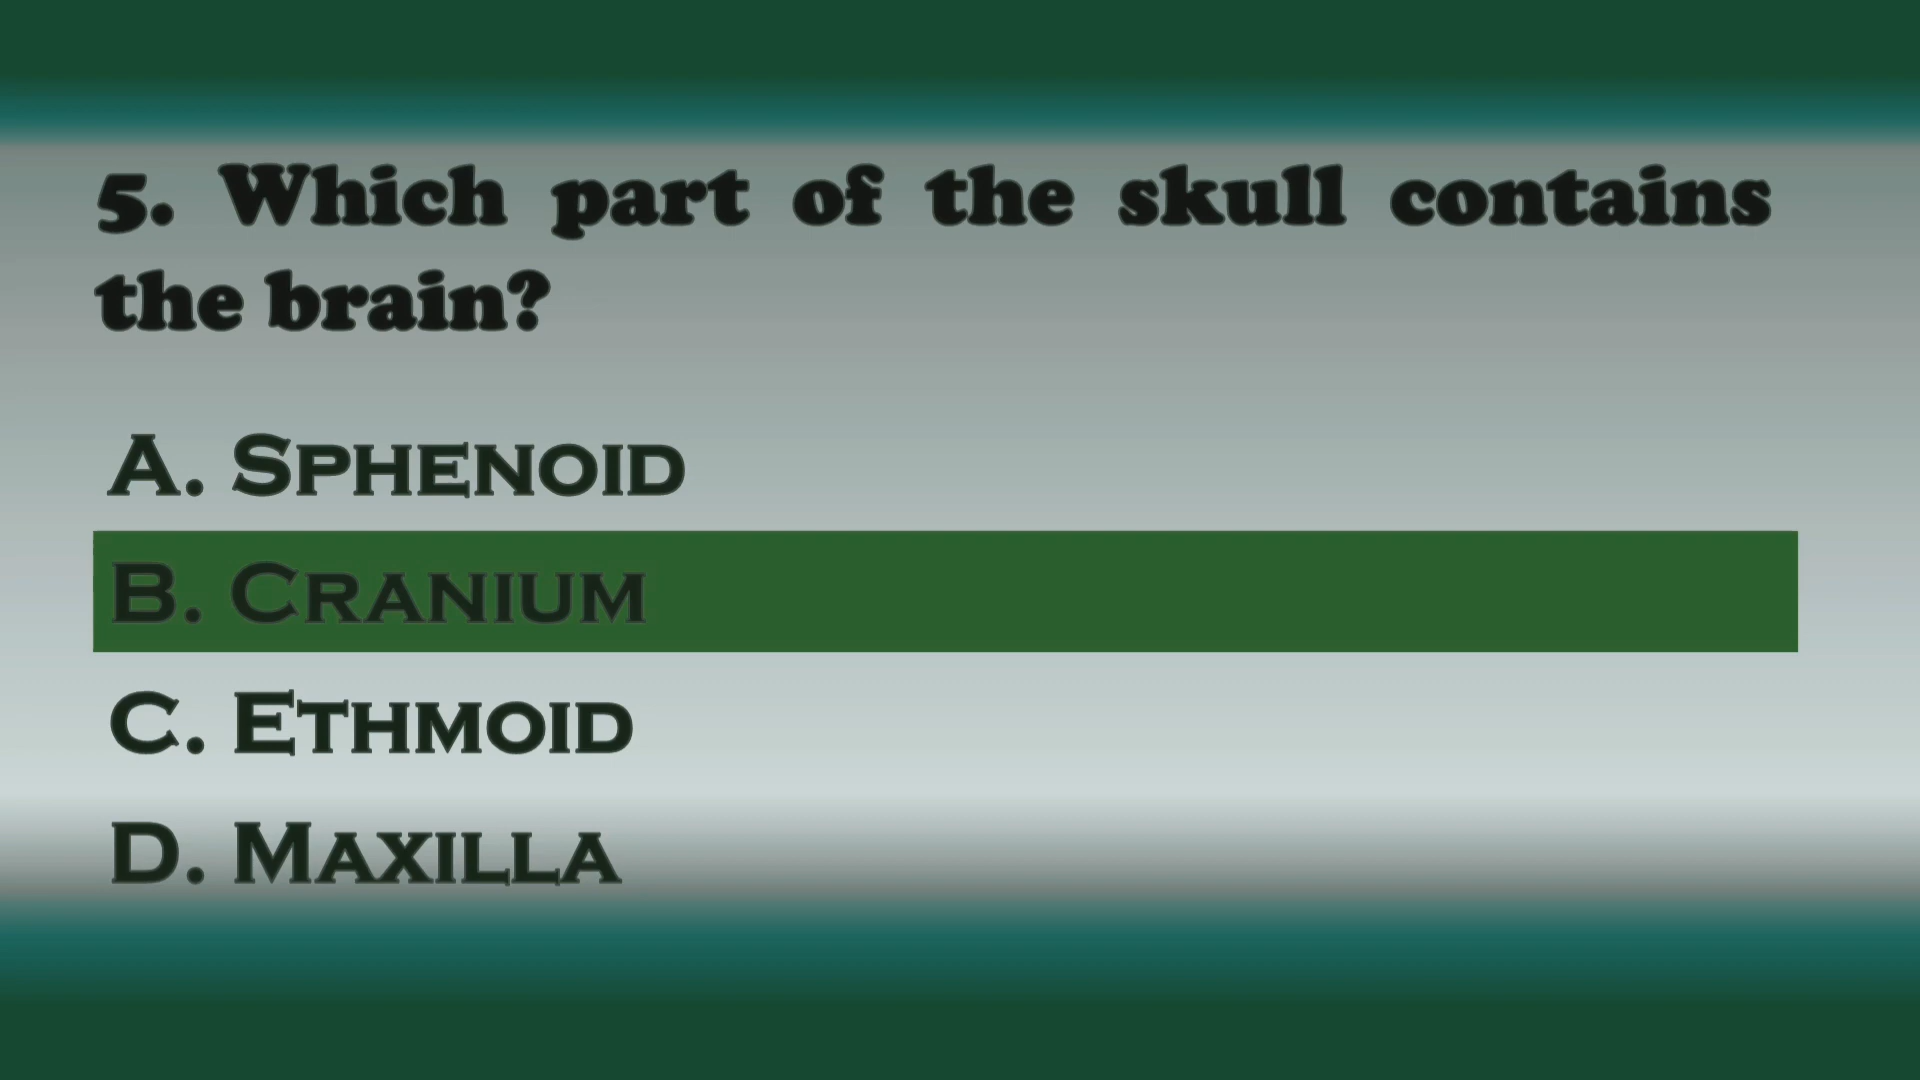 5. Which part of the skull contains
the brain?
A. SPHENOID
B. CRANIUM
C. ETHMOID
D. MAXILLA